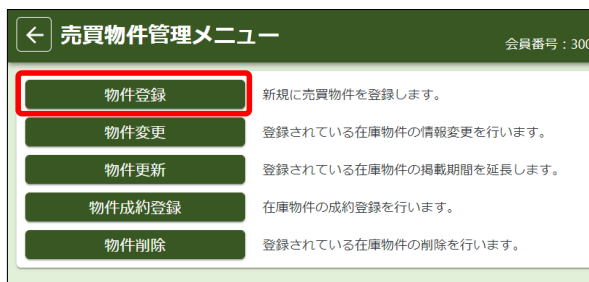 売買物件管理メニュー
会員番号：300
物件登録 新規に売買物件を登録します。
物件変更 登録されている在庫物件の情報変更を行います。
物件更新 登録されている在庫物件の掲載期間を延長します。
物件成約登録 在庫物件の成約登録を行います。
物件削除 登録されている在庫物件の削除を行います。